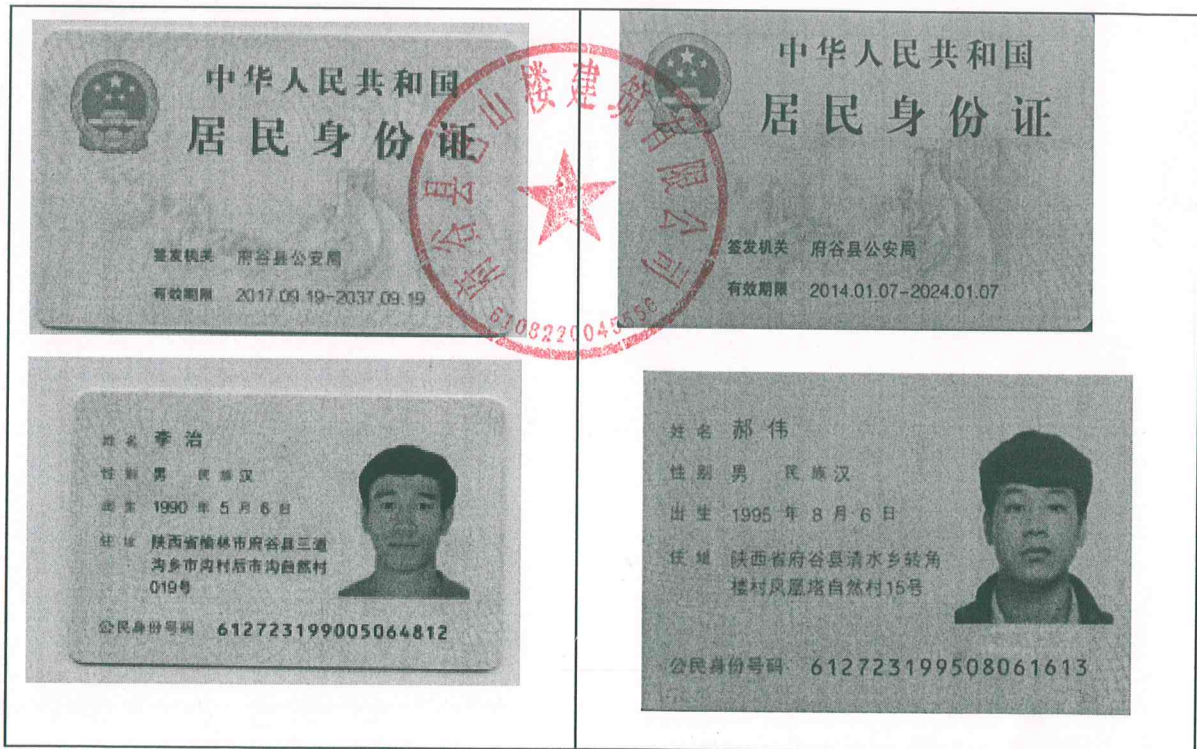 中华人民共和国
居民身份证
签发机关 府谷县公安局
有效期限 2017.09.19-2037.09.19
中华人民共和国
居民身份证
签发机关 府谷县公安局
有效期限 2014.01.07-2024.01.07
府谷县山楼建筑有限公司
姓名 李治
性别 男 民族 汉
出生 1990 年 5 月 6 日
住址 陕西省榆林市府谷县三道
沟乡市沟村后市沟自然村
019号
公民身份号码 612723199005064812
姓名 郝伟
性别 男 民族 汉
出生 1995 年 8 月 6 日
住址 陕西省府谷县清水乡转角
楼村凤凰塔自然村15号
公民身份号码 612723199508061613